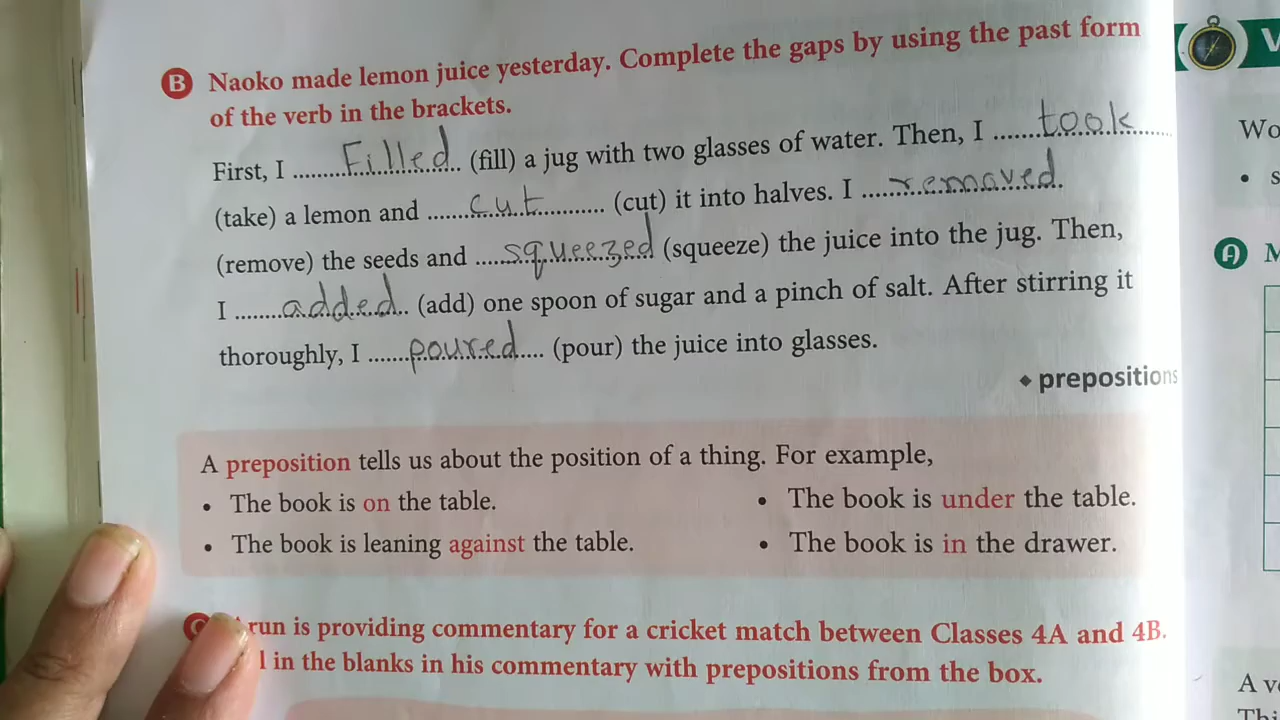 B Naoko made lemon juice yesterday. Complete the gaps by using the past form
of the verb in the brackets.
First, I ........Filled.. (fill) a jug with two glasses of water. Then, I ......took......
(take) a lemon and .......cut........... (cut) it into halves. I .....removed.
(remove) the seeds and .....squeezed (squeeze) the juice into the jug. Then,
I ........added.. (add) one spoon of sugar and a pinch of salt. After stirring it
thoroughly, I ......poured.... (pour) the juice into glasses.
◆ prepositions
A preposition tells us about the position of a thing. For example,
• The book is on the table.
• The book is under the table.
• The book is leaning against the table.
• The book is in the drawer.
run is providing commentary for a cricket match between Classes 4A and 4B.
l in the blanks in his commentary with prepositions from the box.
V
Wo
• s
A M
A ve